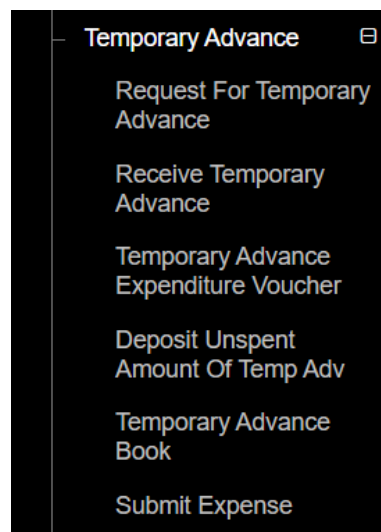 Temporary Advance
Request For Temporary
Advance
Receive Temporary
Advance
Temporary Advance
Expenditure Voucher
Deposit Unspent
Amount Of Temp Adv
Temporary Advance
Book
Submit Expense